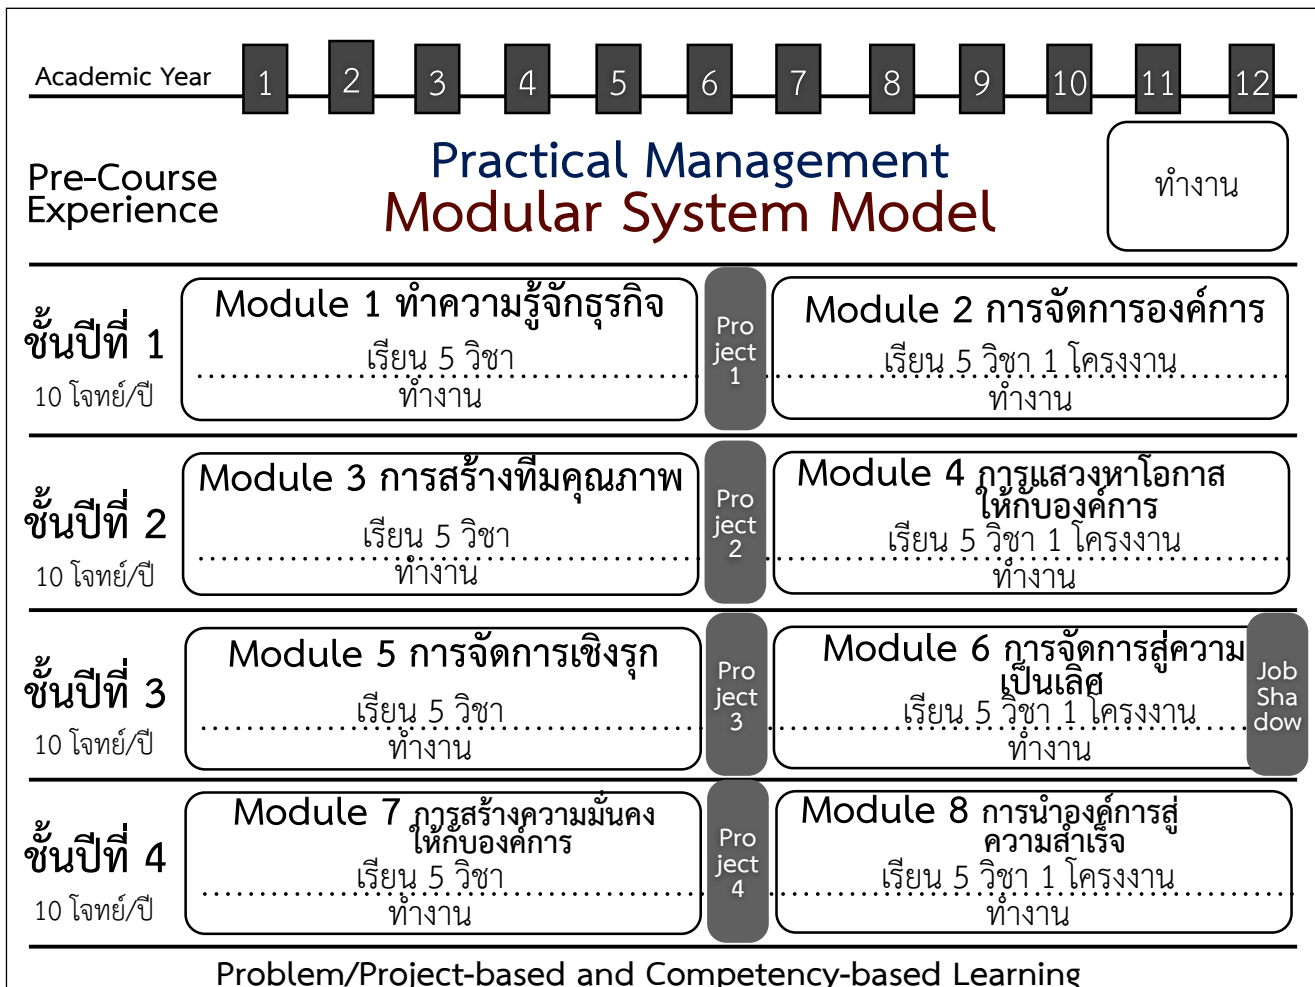 Academic Year 1 2 3 4 5 6 7 8 9 10 11 12
Pre-Course
Experience
Practical Management
Modular System Model
ทำงาน
ชั้นปีที่ 1
10 โจทย์/ปี
Module 1 ทำความรู้จักธุรกิจ
เรียน 5 วิชา
ทำงาน
Pro
ject
1
Module 2 การจัดการองค์การ
เรียน 5 วิชา 1 โครงงาน
ทำงาน
ชั้นปีที่ 2
10 โจทย์/ปี
Module 3 การสร้างทีมคุณภาพ
เรียน 5 วิชา
ทำงาน
Pro
ject
2
Module 4 การแสวงหาโอกาส
ให้กับองค์การ
เรียน 5 วิชา 1 โครงงาน
ทำงาน
ชั้นปีที่ 3
10 โจทย์/ปี
Module 5 การจัดการเชิงรุก
เรียน 5 วิชา
ทำงาน
Pro
ject
3
Module 6 การจัดการสู่ความ
เป็นเลิศ
เรียน 5 วิชา 1 โครงงาน
ทำงาน
Job
Sha
dow
ชั้นปีที่ 4
10 โจทย์/ปี
Module 7 การสร้างความมั่นคง
ให้กับองค์การ
เรียน 5 วิชา
ทำงาน
Pro
ject
4
Module 8 การนำองค์การสู่
ความสำเร็จ
เรียน 5 วิชา 1 โครงงาน
ทำงาน
Problem/Project-based and Competency-based Learning